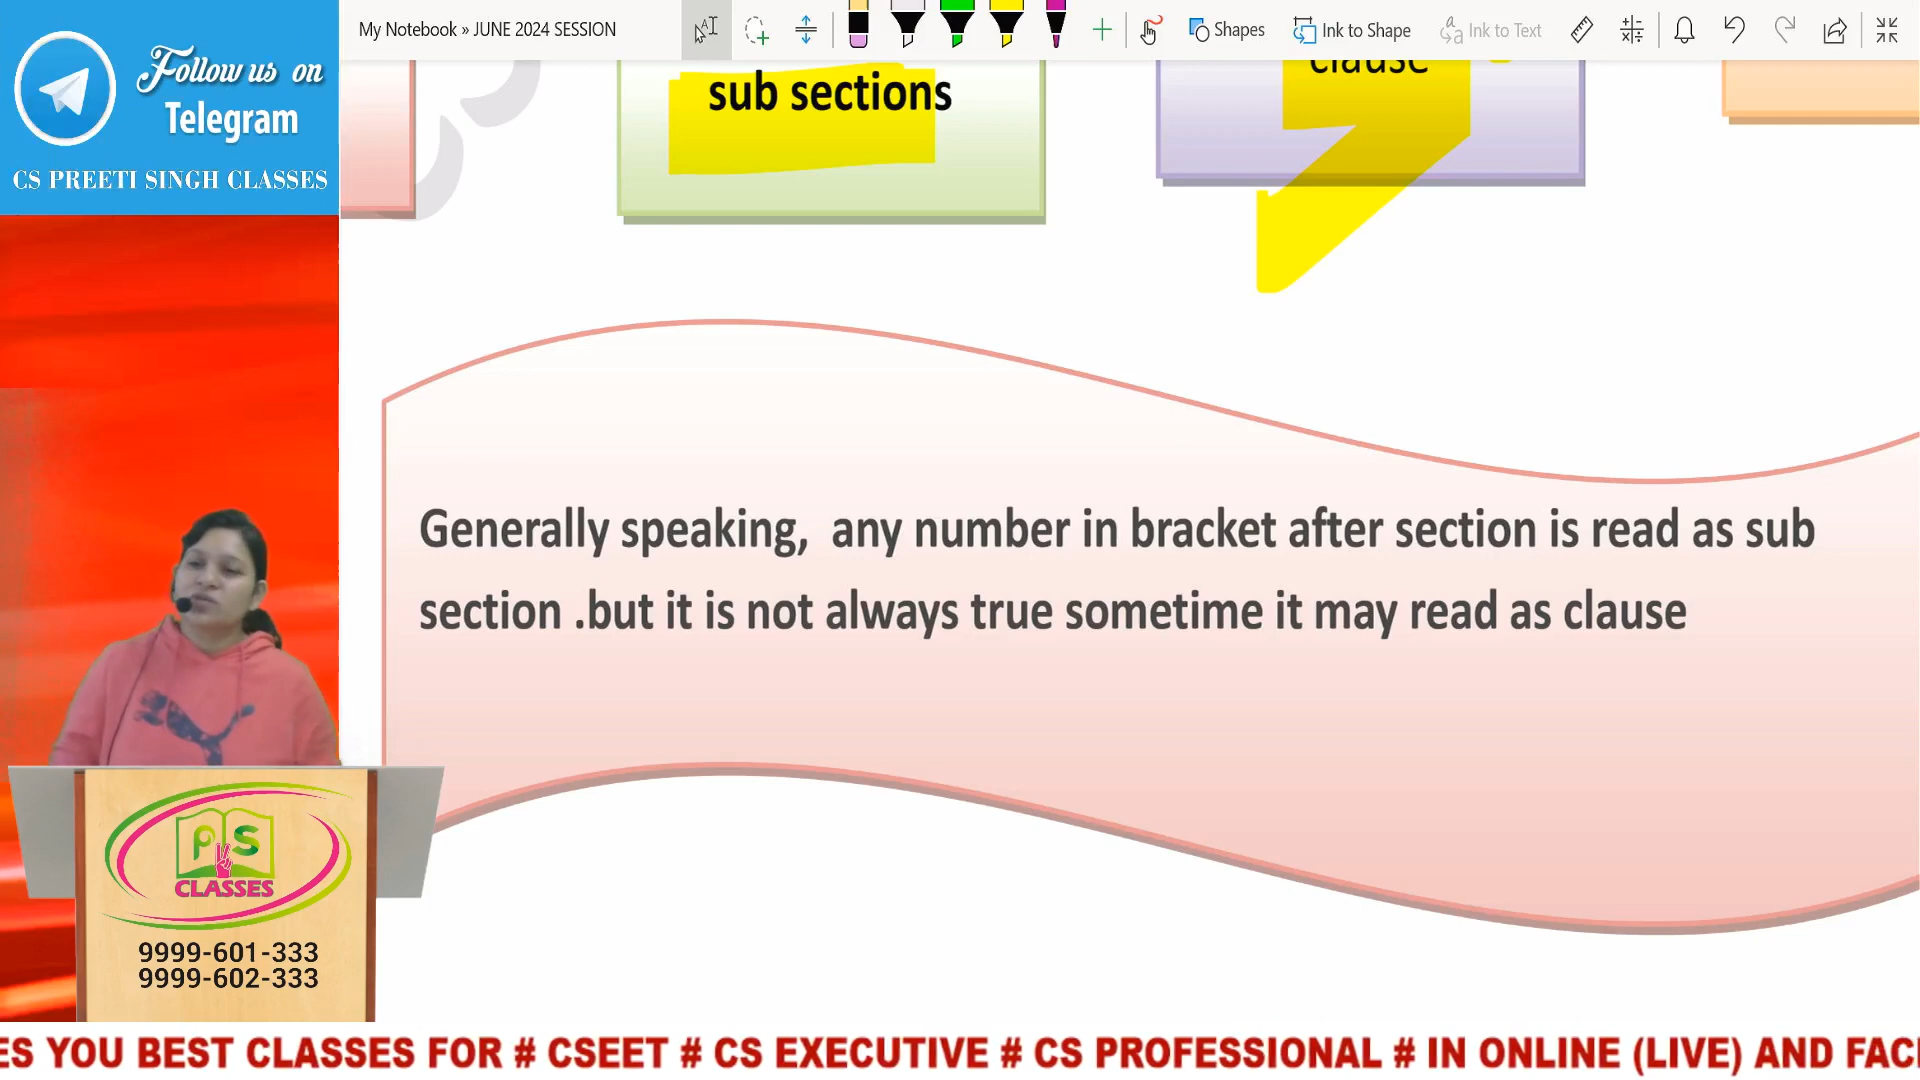 Follow us on
Telegram
CS PREETI SINGH CLASSES
My Notebook » JUNE 2024 SESSION
Shapes
Ink to Shape
Ink to Text
sub sections
clause
Generally speaking, any number in bracket after section is read as sub
section .but it is not always true sometime it may read as clause
PS
CLASSES
9999-601-333
9999-602-333
ES YOU BEST CLASSES FOR # CSEET # CS EXECUTIVE # CS PROFESSIONAL # IN ONLINE (LIVE) AND FAC